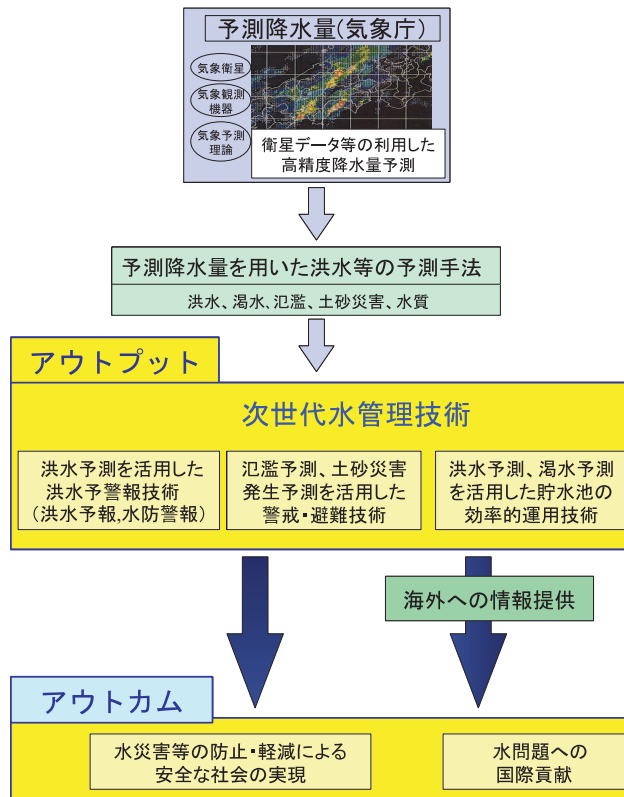 予測降水量(気象庁)
気象衛星
気象観測
機器
気象予測
理論
衛星データ等の利用した
高精度降水量予測
予測降水量を用いた洪水等の予測手法
洪水、渇水、氾濫、土砂災害、水質
アウトプット
次世代水管理技術
洪水予測を活用した
洪水予警報技術
(洪水予報,水防警報)
氾濫予測、土砂災害
発生予測を活用した
警戒・避難技術
洪水予測、渇水予測
を活用した貯水池の
効率的運用技術
海外への情報提供
アウトカム
水災害等の防止・軽減による
安全な社会の実現
水問題への
国際貢献